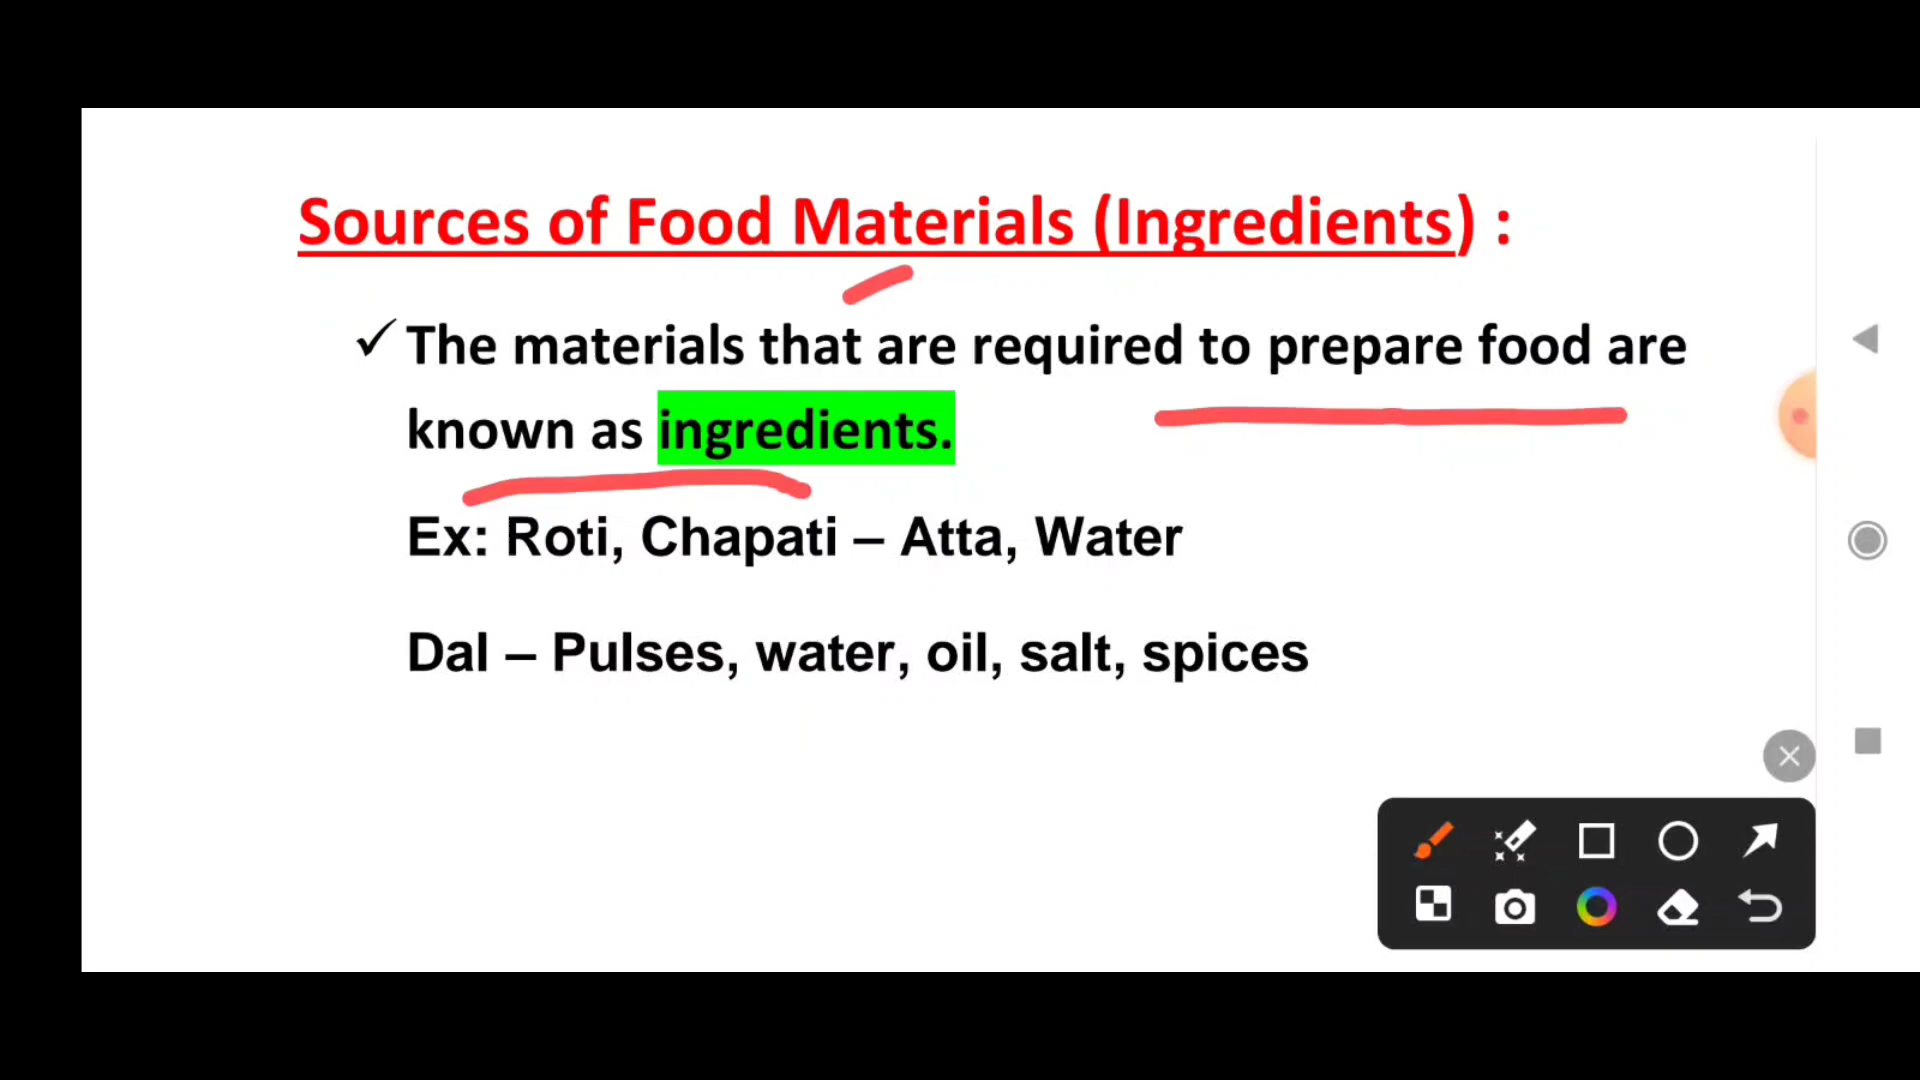 Sources of Food Materials (Ingredients) :
✓ The materials that are required to prepare food are
known as ingredients.
Ex: Roti, Chapati – Atta, Water
Dal – Pulses, water, oil, salt, spices